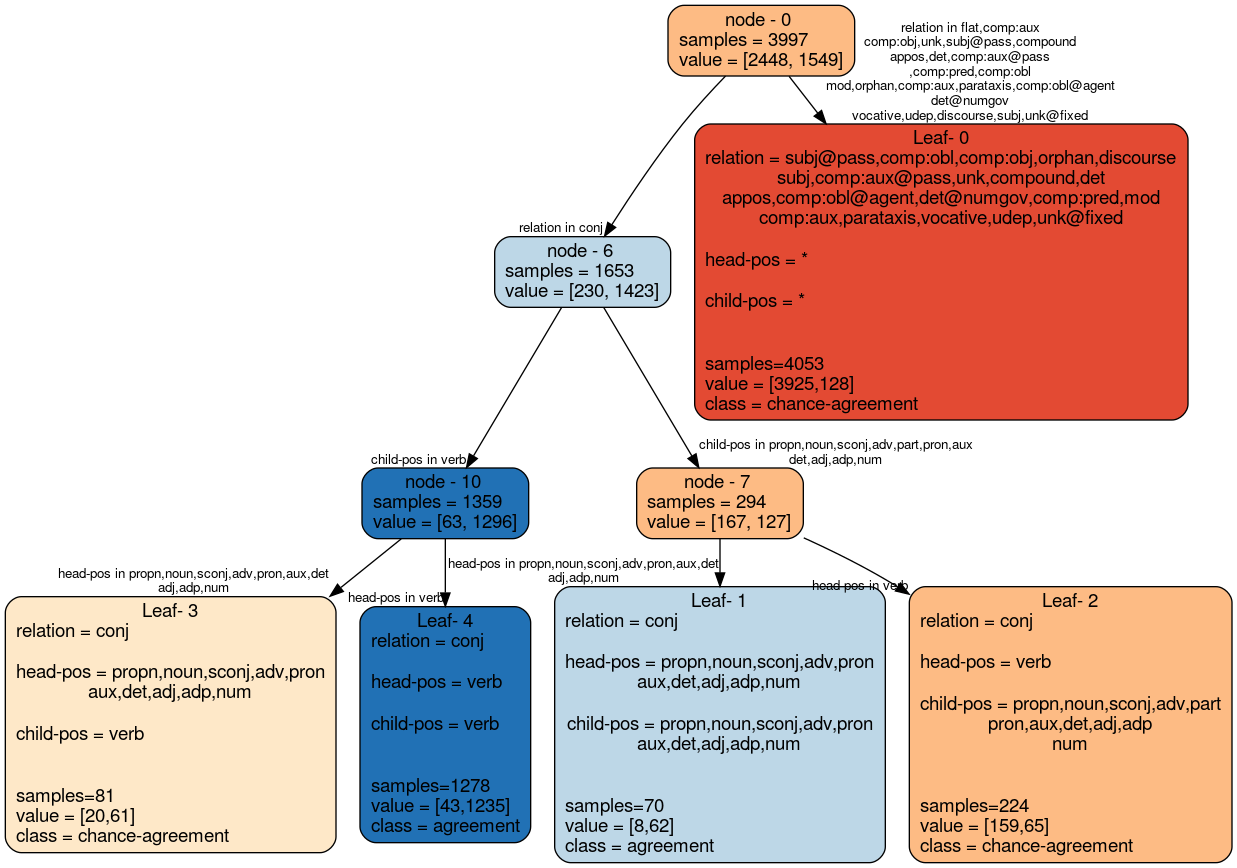 node - 0
samples = 3997
value = [2448, 1549]
relation in flat,comp:aux
comp:obj,unk,subj@pass,compound
appos,det,comp:aux@pass
,comp:pred,comp:obl
mod,orphan,comp:aux,parataxis,comp:obl@agent
det@numgov
vocative,udep,discourse,subj,unk@fixed
Leaf- 0
relation = subj@pass,comp:obl,comp:obj,orphan,discourse
subj,comp:aux@pass,unk,compound,det
appos,comp:obl@agent,det@numgov,comp:pred,mod
comp:aux,parataxis,vocative,udep,unk@fixed
head-pos = *
child-pos = *
samples=4053
value = [3925,128]
class = chance-agreement
relation in conj
node - 6
samples = 1653
value = [230, 1423]
child-pos in verb
node - 10
samples = 1359
value = [63, 1296]
child-pos in propn,noun,sconj,adv,part,pron,aux
det,adj,adp,num
node - 7
samples = 294
value = [167, 127]
head-pos in propn,noun,sconj,adv,pron,aux,det
adj,adp,num
Leaf- 3
relation = conj
head-pos = propn,noun,sconj,adv,pron
aux,det,adj,adp,num
child-pos = verb
samples=81
value = [20,61]
class = chance-agreement
head-pos in verb
Leaf- 4
relation = conj
head-pos = verb
child-pos = verb
samples=1278
value = [43,1235]
class = agreement
head-pos in propn,noun,sconj,adv,pron,aux,det
adj,adp,num
Leaf- 1
relation = conj
head-pos = propn,noun,sconj,adv,pron
aux,det,adj,adp,num
child-pos = propn,noun,sconj,adv,pron
aux,det,adj,adp,num
samples=70
value = [8,62]
class = agreement
head-pos in verb
Leaf- 2
relation = conj
head-pos = verb
child-pos = propn,noun,sconj,adv,part
pron,aux,det,adj,adp
num
samples=224
value = [159,65]
class = chance-agreement